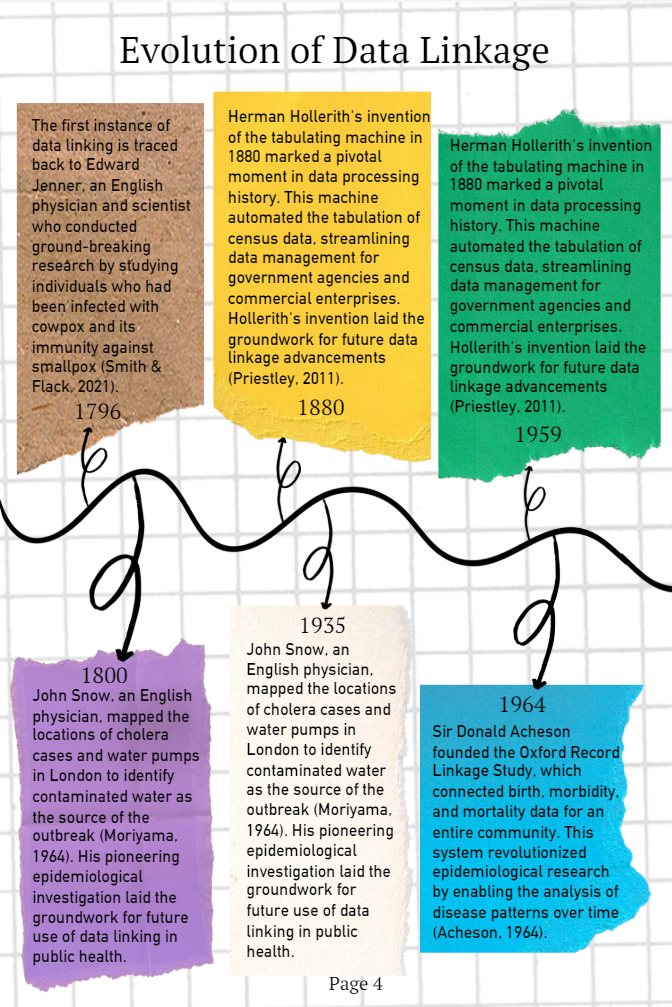 Evolution of Data Linkage
The first instance of
data linking is traced
back to Edward
Jenner, an English
physician and scientist
who conducted
ground-breaking
research by studying
individuals who had
been infected with
cowpox and its
immunity against
smallpox (Smith &
Flack, 2021).
1796
Herman Hollerith's invention
of the tabulating machine in
1880 marked a pivotal
moment in data processing
history. This machine
automated the tabulation of
census data, streamlining
data management for
government agencies and
commercial enterprises.
Hollerith's invention laid the
groundwork for future data
linkage advancements
(Priestley, 2011).
1880
Herman Hollerith's invention
of the tabulating machine in
1880 marked a pivotal
moment in data processing
history. This machine
automated the tabulation of
census data, streamlining
data management for
government agencies and
commercial enterprises.
Hollerith's invention laid the
groundwork for future data
linkage advancements
(Priestley, 2011).
1959
1800
John Snow, an English
physician, mapped the
locations of cholera
cases and water pumps
in London to identify
contaminated water as
the source of the
outbreak (Moriyama,
1964). His pioneering
epidemiological
investigation laid the
groundwork for future
use of data linking in
public health.
1935
John Snow, an
English physician,
mapped the locations
of cholera cases and
water pumps in
London to identify
contaminated water
as the source of the
outbreak (Moriyama,
1964). His pioneering
epidemiological
investigation laid the
groundwork for
future use of data
linking in public
health.
1964
Sir Donald Acheson
founded the Oxford Record
Linkage Study, which
connected birth, morbidity,
and mortality data for an
entire community. This
system revolutionized
epidemiological research
by enabling the analysis of
disease patterns over time
(Acheson, 1964).
Page 4